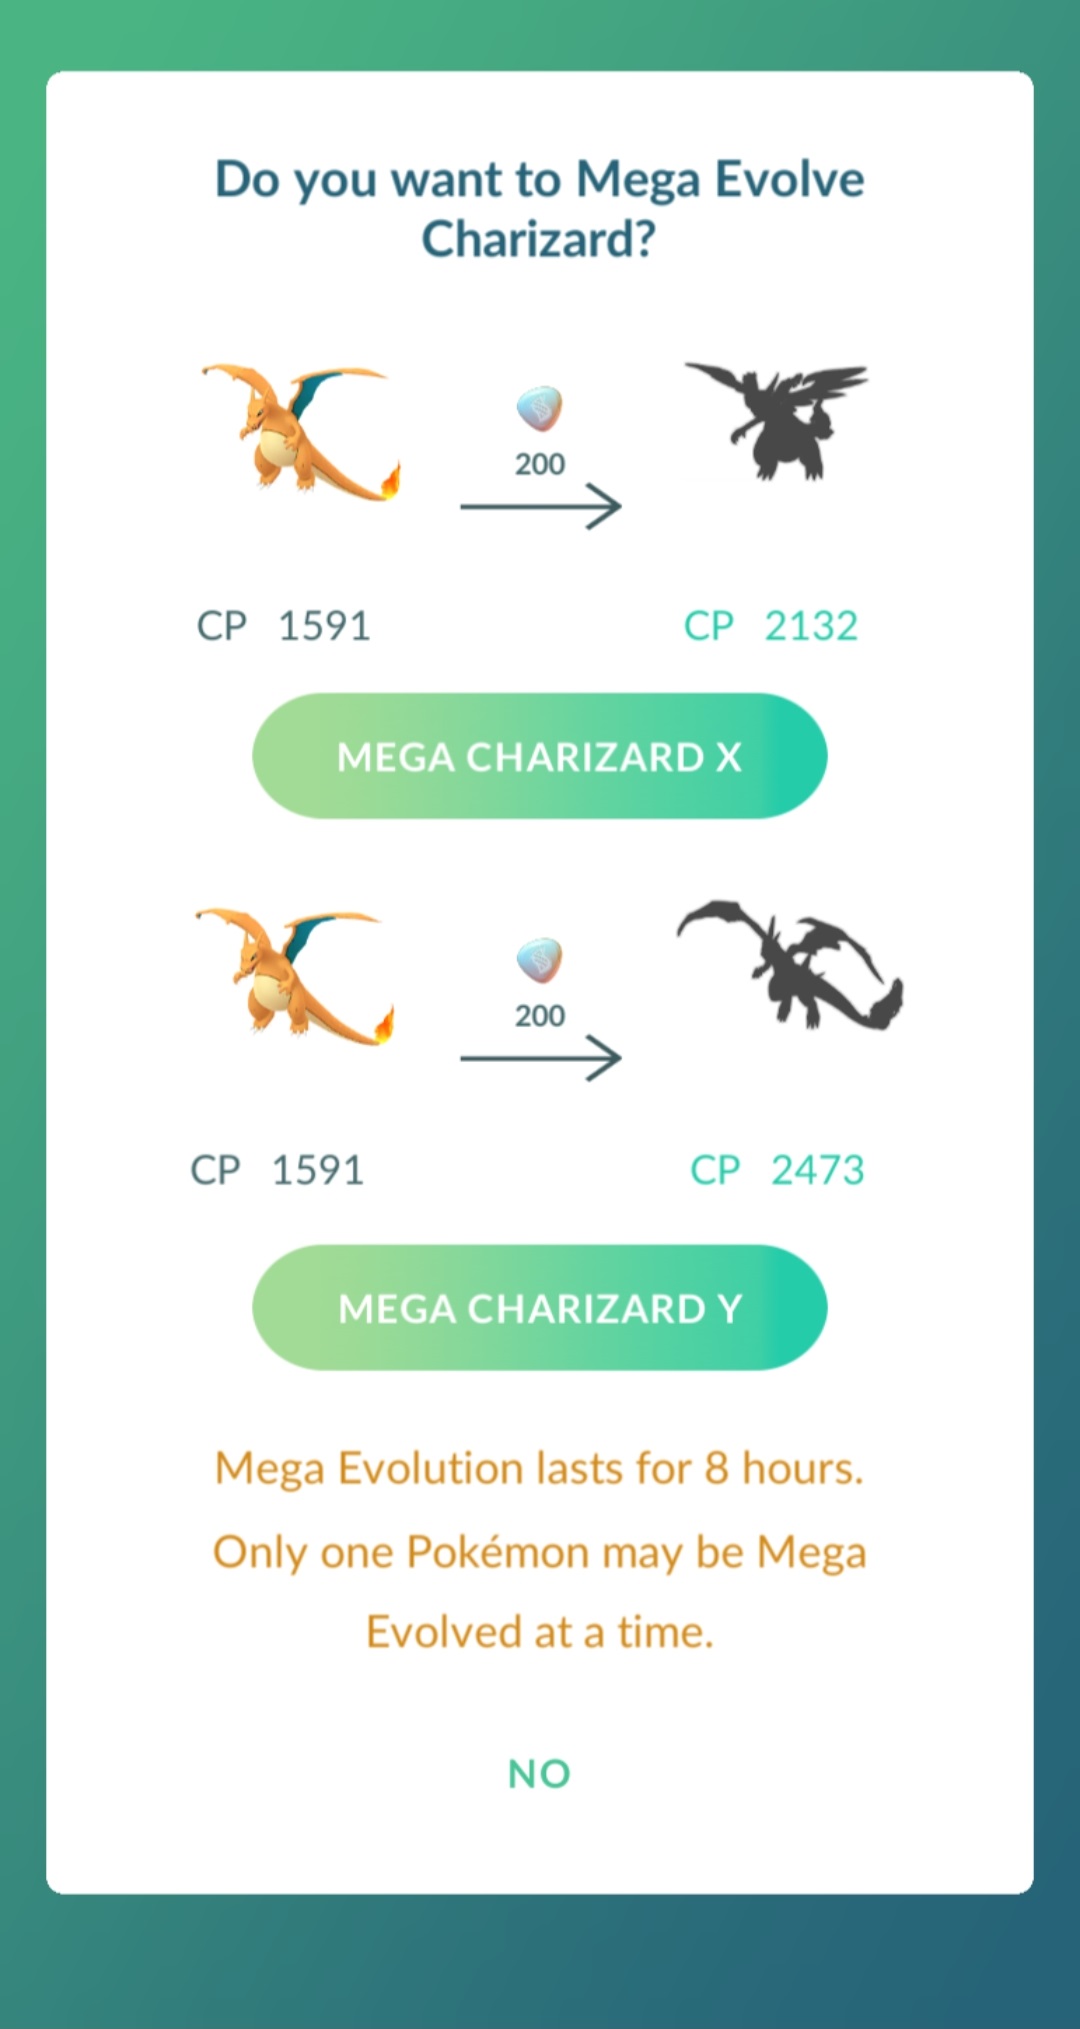 Do you want to Mega Evolve
Charizard?
200
CP 1591 CP 2132
MEGA CHARIZARD X
200
CP 1591 CP 2473
MEGA CHARIZARD Y
Mega Evolution lasts for 8 hours.
Only one Pokémon may be Mega
Evolved at a time.
NO